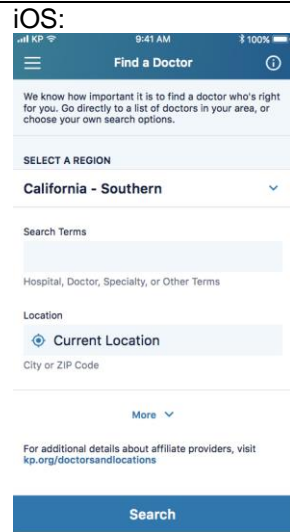 iOS:
KP 9:41 AM 100%
Find a Doctor
We know how important it is to find a doctor who's right
for you. Go directly to a list of doctors in your area, or
choose your own search options.
SELECT A REGION
California - Southern
Search Terms
Hospital, Doctor, Specialty, or Other Terms
Location
Current Location
City or ZIP Code
More
For additional details about affiliate providers, visit
kp.org/doctorsandlocations
Search